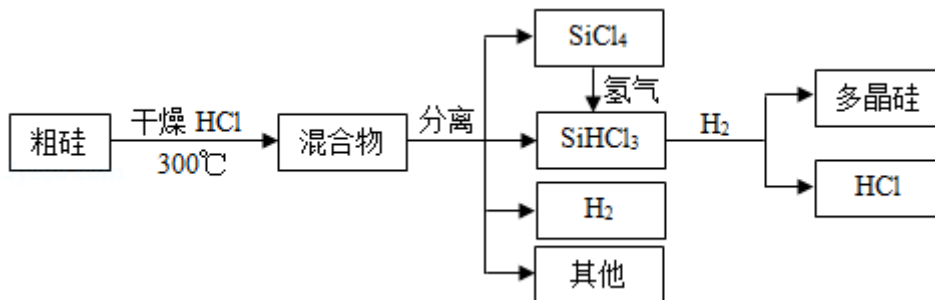 粗硅
干燥 HCl
300℃
混合物
分离
SiCl₄
氢气
SiHCl₃
H₂
其他
H₂
多晶硅
HCl